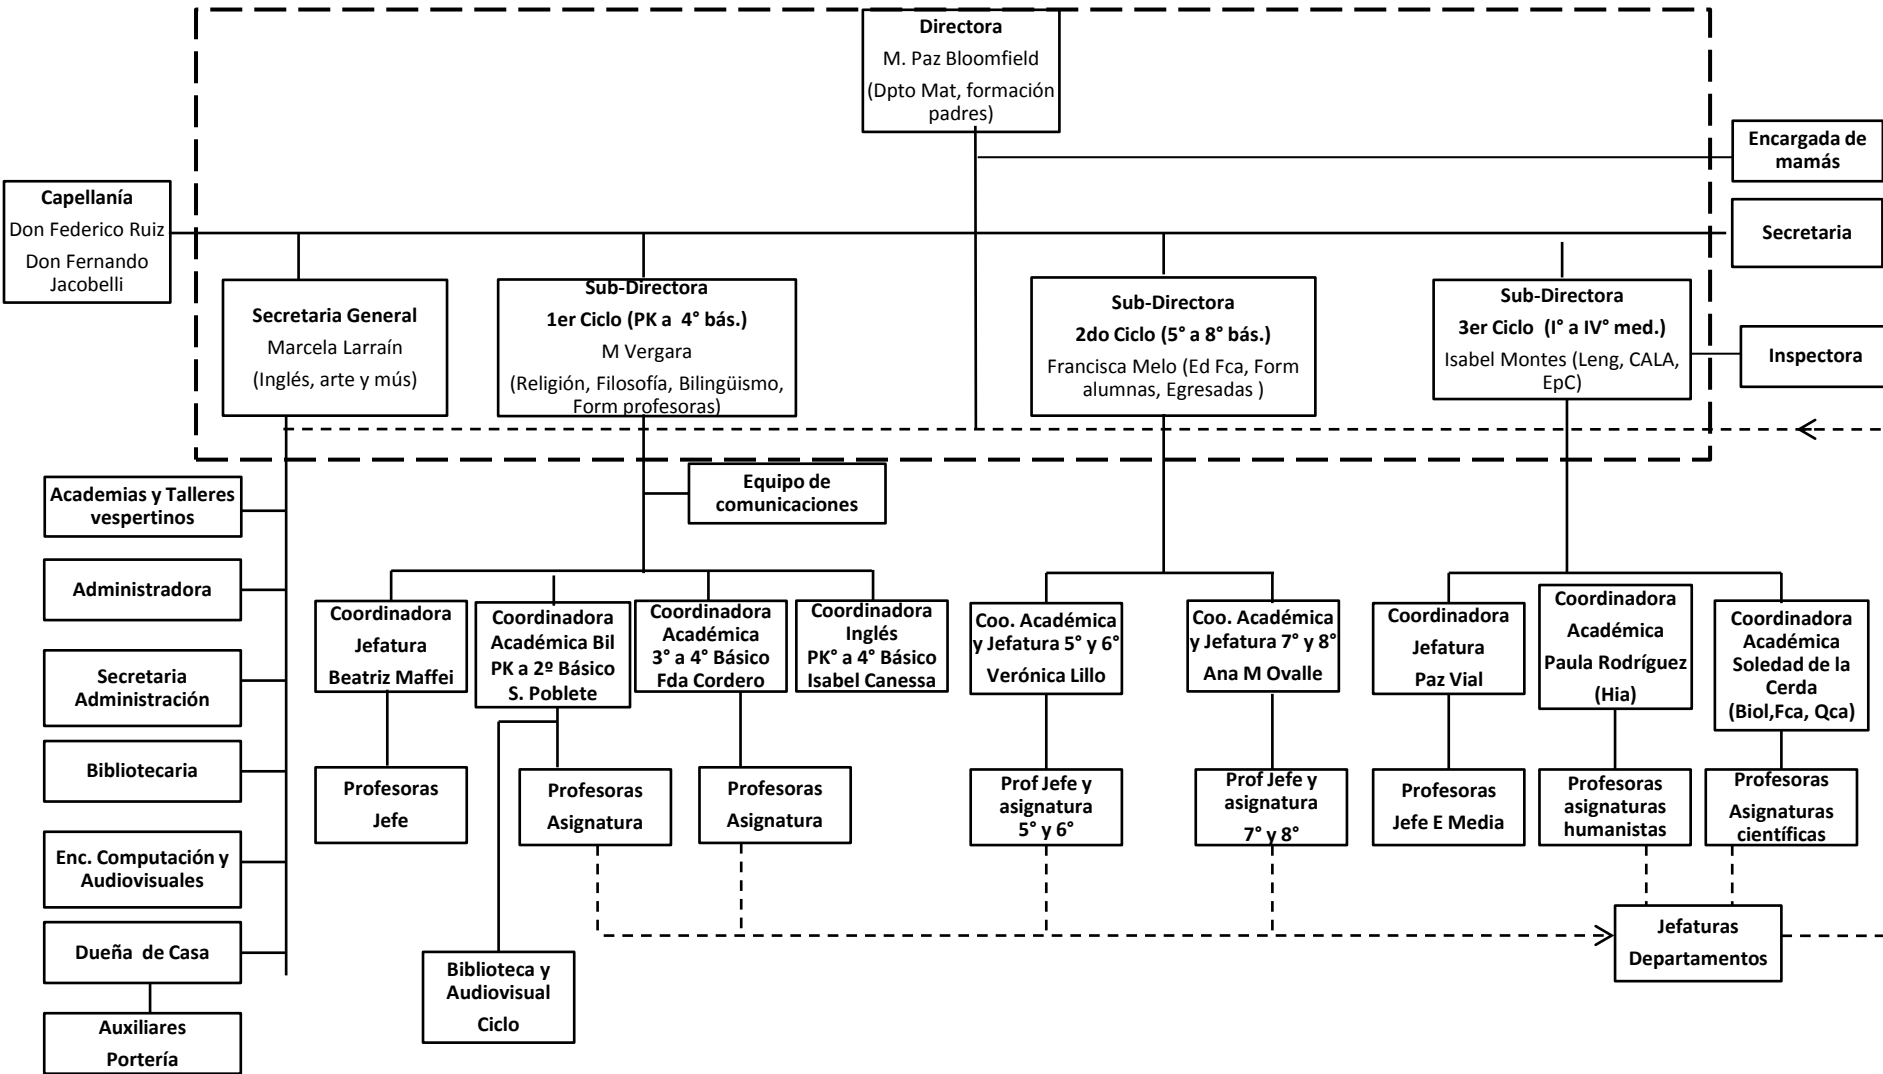 Directora
M. Paz Bloomfield
(Dpto Mat, formación
padres)
Encargada de
mamás
Capellanía
Don Federico Ruiz
Don Fernando
Jacobelli
Secretaria
Secretaria General
Marcela Larraín
(Inglés, arte y mús)
Sub-Directora
1er Ciclo (PK a 4° bás.)
M Vergara
(Religión, Filosofía, Bilingüismo,
Form profesoras)
Sub-Directora
2do Ciclo (5° a 8° bás.)
Francisca Melo (Ed Fca, Form
alumnas, Egresadas )
Sub-Directora
3er Ciclo (I° a IV° med.)
Isabel Montes (Leng, CALA,
EpC)
Inspectora
Academias y Talleres
vespertinos
Equipo de
comunicaciones
Administradora
Secretaria
Administración
Bibliotecaria
Enc. Computación y
Audiovisuales
Dueña de Casa
Auxiliares
Portería
Coordinadora
Jefatura
Beatriz Maffei
Coordinadora
Académica Bil
PK a 2º Básico
S. Poblete
Coordinadora
Académica
3° a 4° Básico
Fda Cordero
Coordinadora
Inglés
PK° a 4° Básico
Isabel Canessa
Coo. Académica
y Jefatura 5° y 6°
Verónica Lillo
Coo. Académica
y Jefatura 7° y 8°
Ana M Ovalle
Coordinadora
Jefatura
Paz Vial
Coordinadora
Académica
Paula Rodríguez
(Hia)
Coordinadora
Académica
Soledad de la
Cerda
(Biol,Fca, Qca)
Profesoras
Jefe
Profesoras
Asignatura
Profesoras
Asignatura
Prof Jefe y
asignatura
5° y 6°
Prof Jefe y
asignatura
7° y 8°
Profesoras
Jefe E Media
Profesoras
asignaturas
humanistas
Profesoras
Asignaturas
científicas
Biblioteca y
Audiovisual
Ciclo
Jefaturas
Departamentos